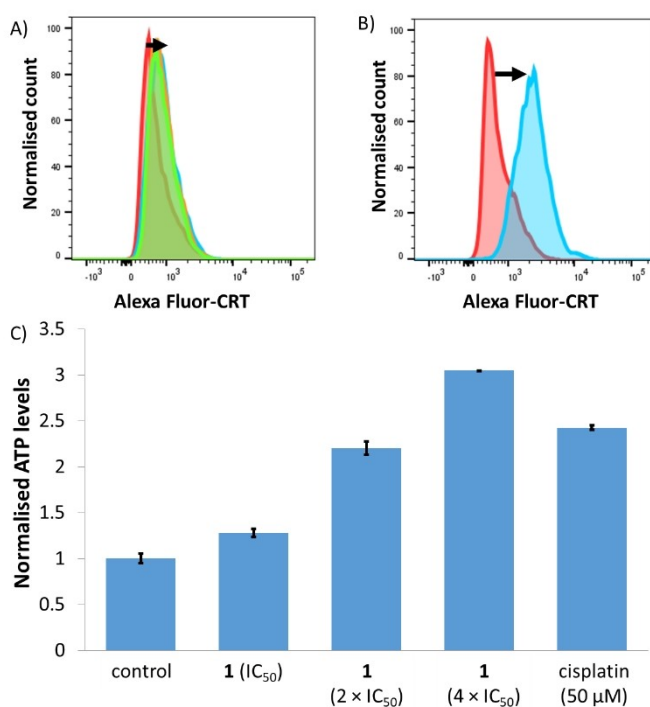 A)
Normalised count
100
80
60
40
20
0
-10³ 0 10³ 10⁴ 10⁵
Alexa Fluor-CRT
B)
Normalised count
100
80
60
40
20
0
-10³ 0 10³ 10⁴ 10⁵
Alexa Fluor-CRT
C)
Normalised ATP levels
3.5
3
2.5
2
1.5
1
0.5
0
control
1 (IC₅₀)
1
(2 × IC₅₀)
1
(4 × IC₅₀)
cisplatin
(50 µM)